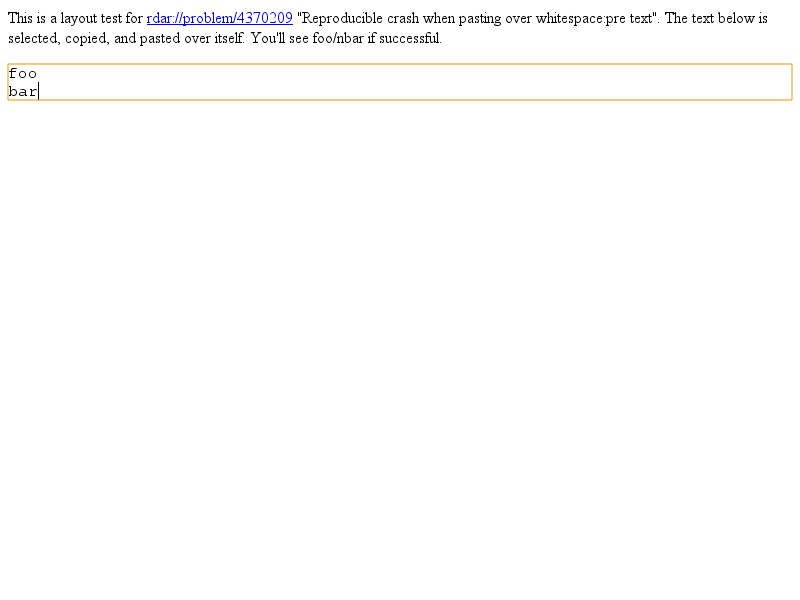 This is a layout test for rdar://problem/4370209 "Reproducible crash when pasting over whitespace:pre text". The text below is
selected, copied, and pasted over itself. You'll see foo/nbar if successful.
foo
bar